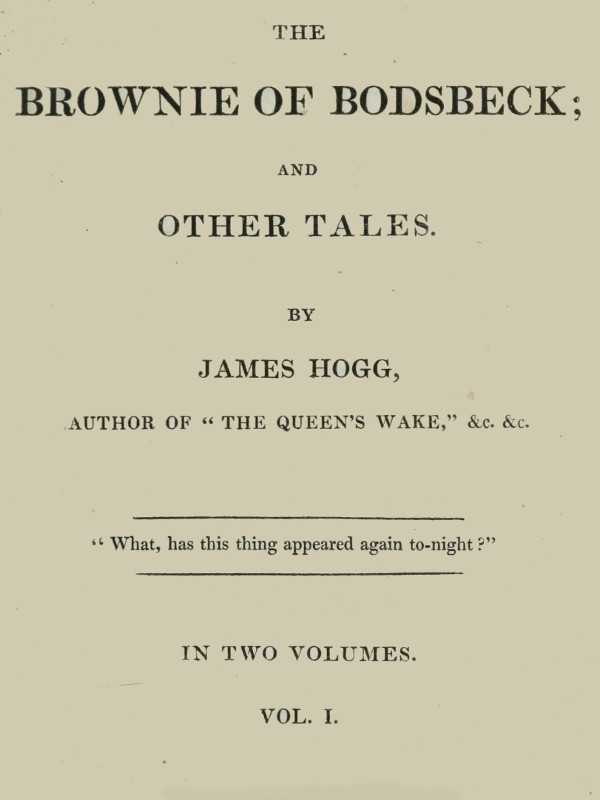 THE
BROWNIE OF BODSBECK;
AND
OTHER TALES.
BY
JAMES HOGG,
AUTHOR OF “ THE QUEEN'S WAKE,” &c. &c.
“ What, has this thing appeared again to-night?”
IN TWO VOLUMES.
VOL. I.